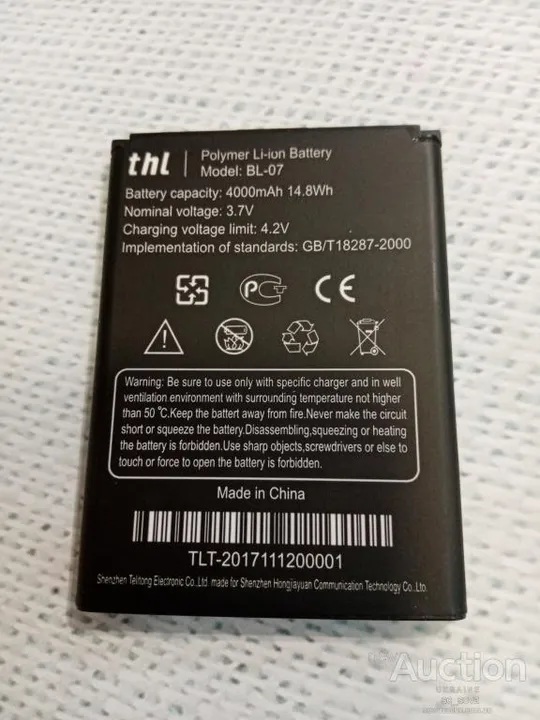 thl
Polymer Li-ion Battery
Model: BL-07
Battery capacity: 4000mAh 14.8Wh
Nominal voltage: 3.7V
Charging voltage limit: 4.2V
Implementation of standards: GB/T18287-2000
PC+
CE
Warning: Be sure to use only with specific charger and in well
ventilation.environment with surrounding temperature not higher
than 50℃.Keep the battert away from fire.Never make the circuit
short or squeeze the battery.Disassembling,squeezing or heating
the battery is forbidden.Use sharp objects,screwdrivers or else to
touch or force to open the battery is forbidden.
Made in China
TLT-2017111200001
Shenzhen Telitong Electronic Co.,Ltd. made for Shenzhen Hongjiayuan Communication Technology Co.,Ltd.
Auction
UKRAINE